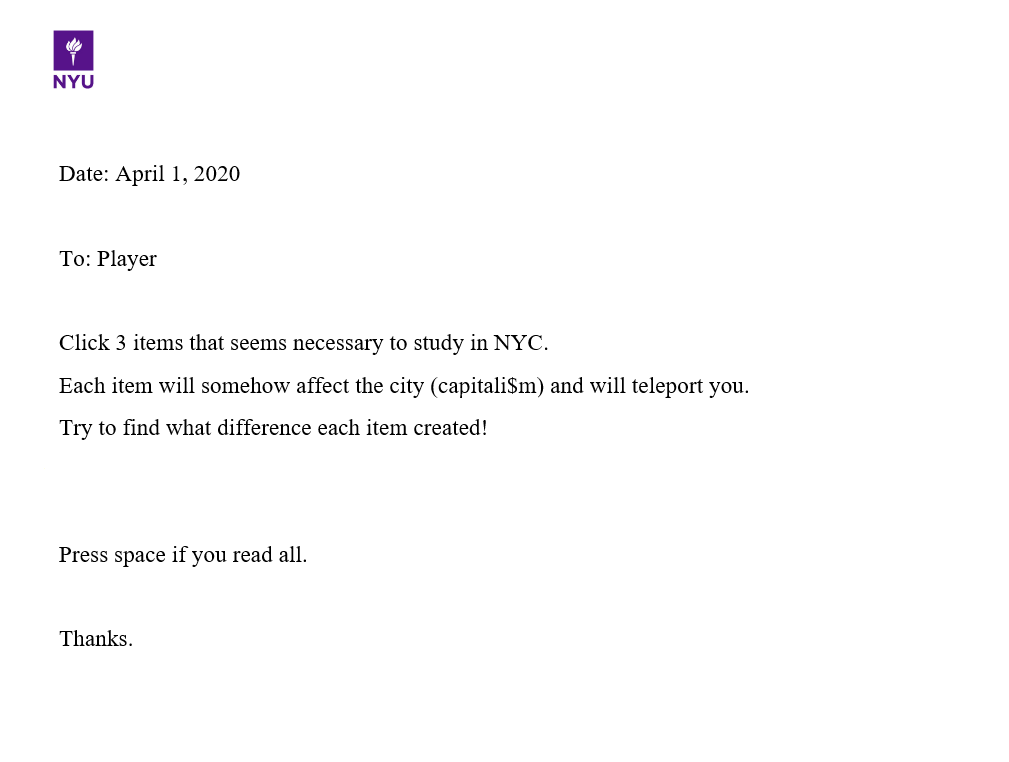 NYU
Date: April 1, 2020
To: Player
Click 3 items that seems necessary to study in NYC.
Each item will somehow affect the city (capitali$m) and will teleport you.
Try to find what difference each item created!
Press space if you read all.
Thanks.